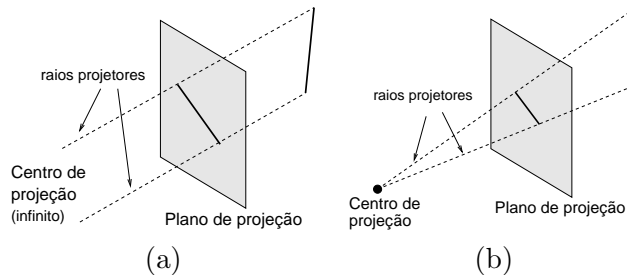 raios projetores
Centro de
projeção
(infinito)
Plano de projeção
(a)
raios projetores
Centro de
projeção
Plano de projeção
(b)